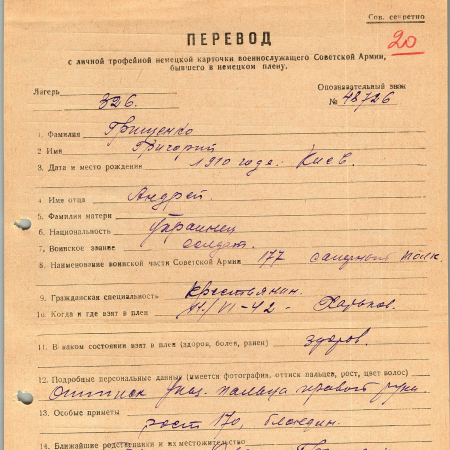 Сов. секретно
20
ПЕРЕВОД
с личной трофейной немецкой карточки военнослужащего Советской Армии,
бывшего в немецком плену.
Лагерь 326.
Опознавательный знак
№ 48726
1. Фамилия Грищенко
2 Имя Григорий
3. Дата и место рождения 1910 года. Киев.
4. Имя отца Андрей.
5. Фамилия матери
6. Национальность украинец
7. Воинское звание солдат.
8. Наименование воинской части Советской Армии 177 саперный полк.
9. Гражданская специальность крестьянин.
10. Когда и где взят в плен /VI-42 - Харьков.
11. В каком состоянии взят в плен (здоров, болен, ранен) здоров.
12. Подробные персональные данные (имеется фотография, оттиск пальцев, рост, цвет волос)
Оттиск указ. пальца правой руки
13. Особые приметы
рост 170, блондин.
14. Ближайшие родственники и их местожительство